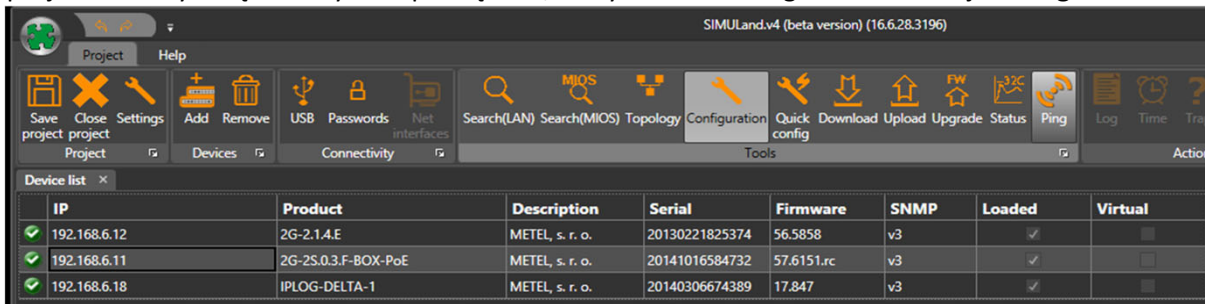 SIMULand.v4 (beta version) (16.6.28.3196)
Project Help
MIOS FW 32C
Save project Close project Settings Add Remove USB Passwords Net interfaces Search(LAN) Search(MIOS) Topology Configuration Quick config Download Upload Upgrade Status Ping Log Time
Project Devices Connectivity Tools
Device list ×
IP Product Description Serial Firmware SNMP Loaded Virtual
192.168.6.12 2G-2.1.4.E METEL, s. r. o. 20130221825374 56.5858 v3
192.168.6.11 2G-2S.0.3.F-BOX-PoE METEL, s. r. o. 20141016584732 57.6151.rc v3
192.168.6.18 IPLOG-DELTA-1 METEL, s. r. o. 20140306674389 17.847 v3